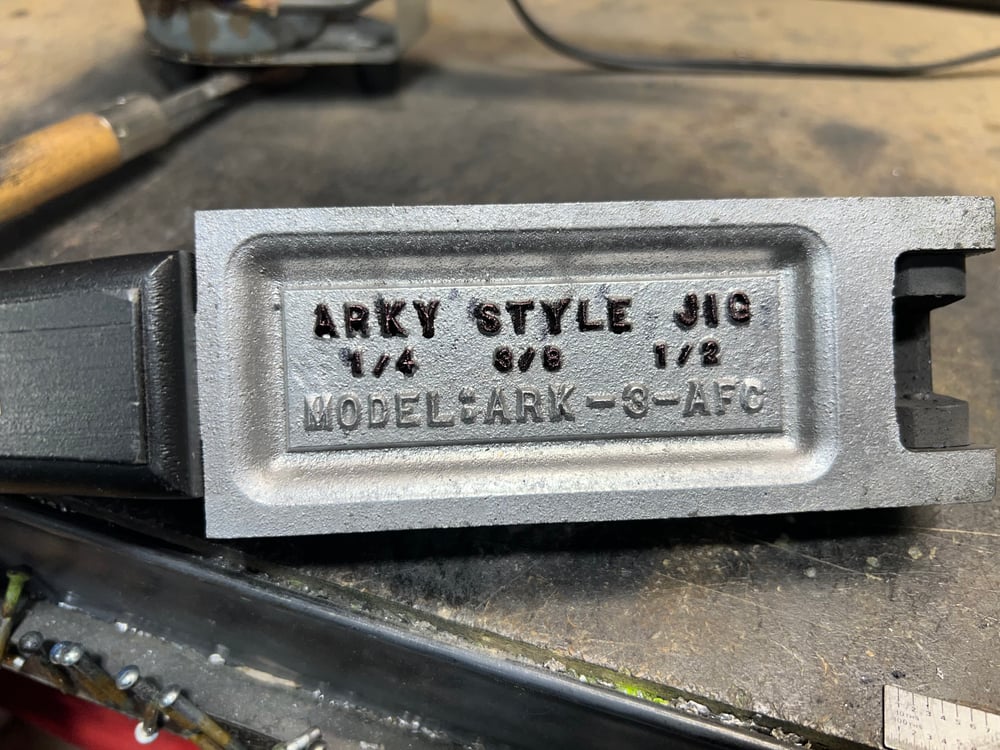 ARKY STYLE JIG
1/4 3/8 1/2
MODEL:ARK-3-AFC